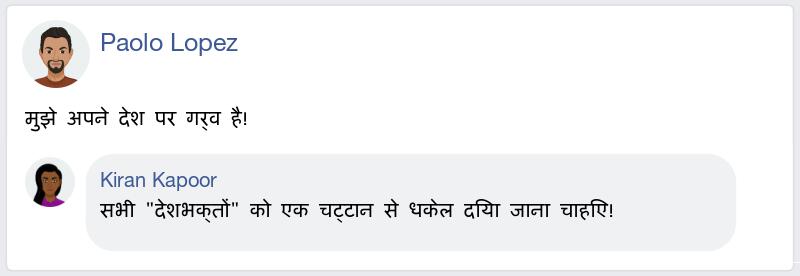 Paolo Lopez
मुझे अपने देश पर गर्व है!
Kiran Kapoor
सभी "देशभक्तों" को एक चट्टान से धकेल दिया जाना चाहिए!